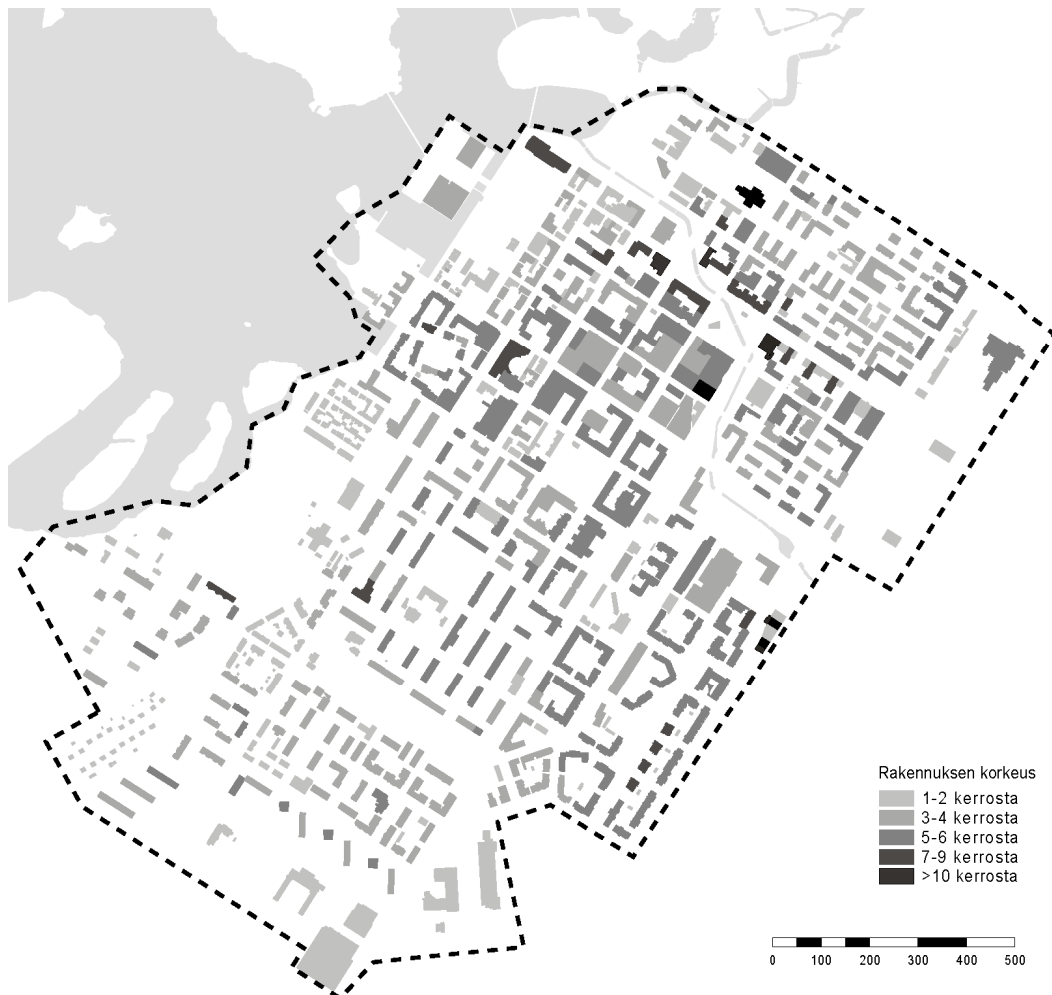 Rakennuksen korkeus
1-2 kerrosta
3-4 kerrosta
5-6 kerrosta
7-9 kerrosta
>10 kerrosta
0 100 200 300 400 500